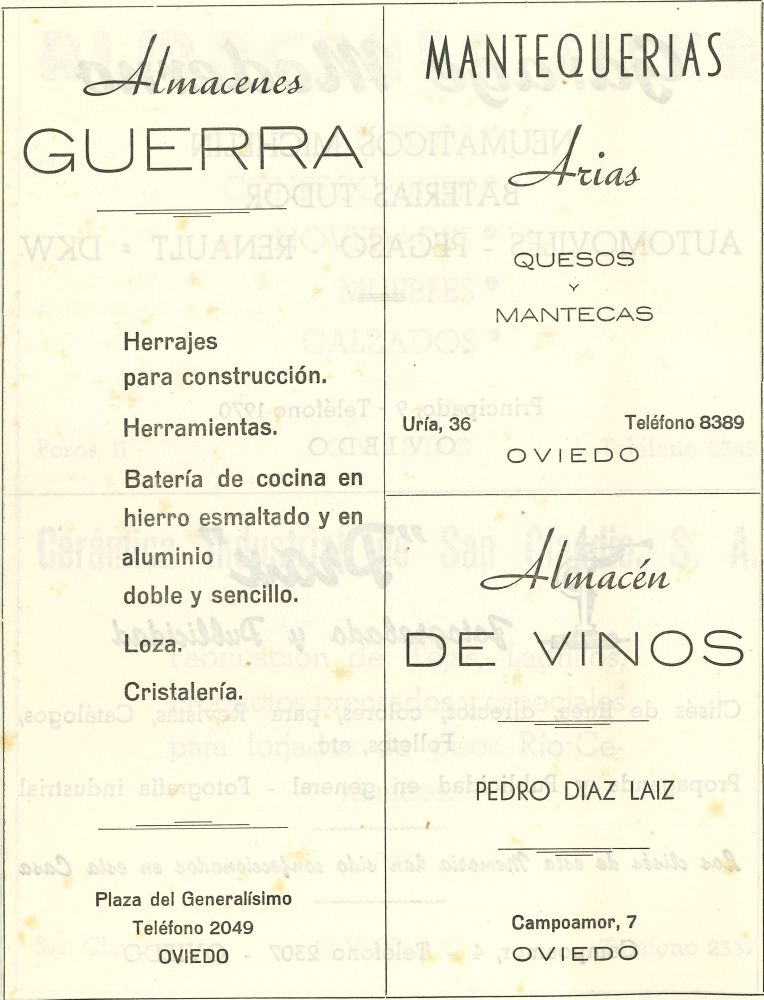 Almacenes
GUERRA
Herrajes
para construcción.
Herramientas.
Batería de cocina en
hierro esmaltado y en
aluminio
doble y sencillo.
Loza.
Cristalería.
Plaza del Generalísimo
Teléfono 2049
OVIEDO
MANTEQUERIAS
Arias
QUESOS
Y
MANTECAS
Uría, 36 Teléfono 8389
OVIEDO
Almacén
DE VINOS
PEDRO DIAZ LAIZ
Campoamor, 7
OVIEDO